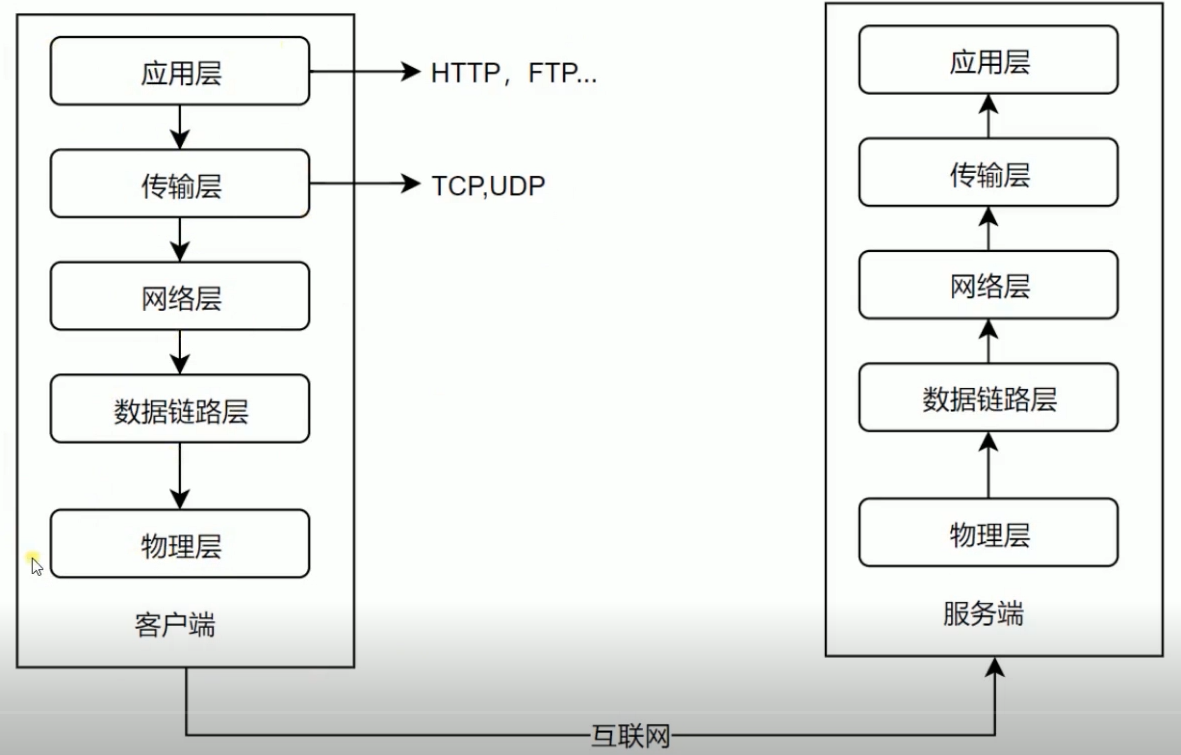 应用层
HTTP，FTP...
传输层
TCP,UDP
网络层
数据链路层
物理层
客户端
应用层
传输层
网络层
数据链路层
物理层
服务端
互联网